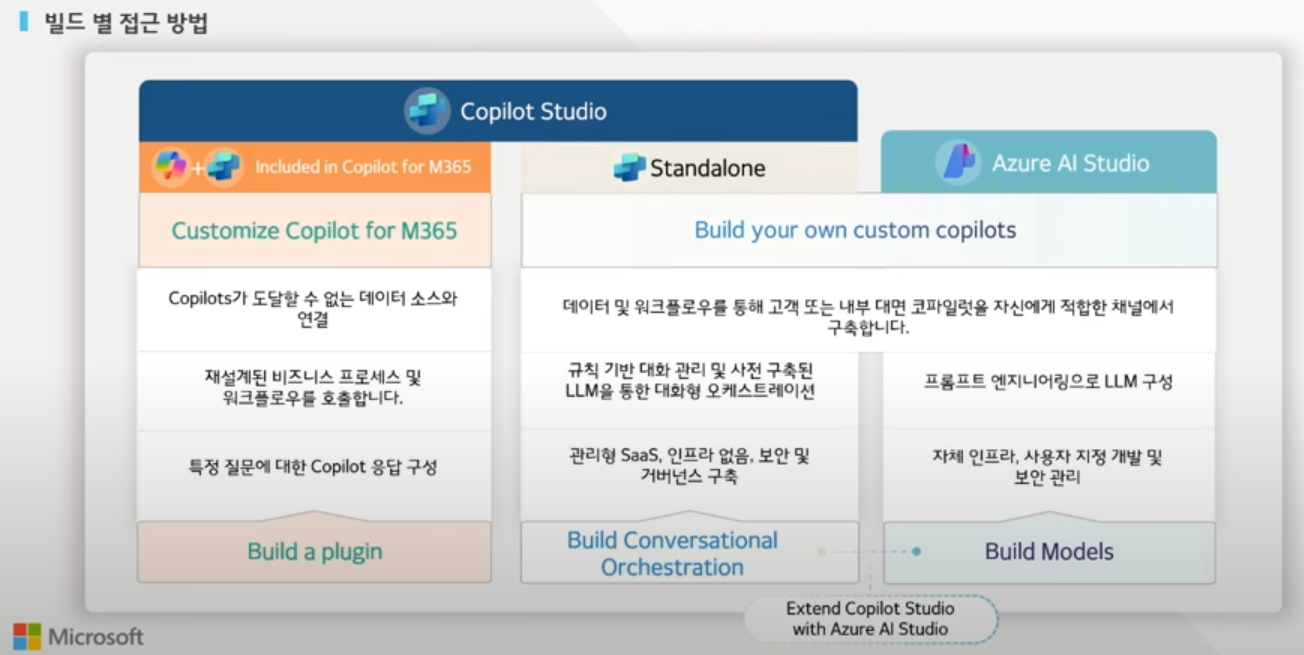 빌드 별 접근 방법
Copilot Studio
Included in Copilot for M365
Standalone
Azure AI Studio
Customize Copilot for M365
Build your own custom copilots
Copilots가 도달할 수 없는 데이터 소스와
연결
데이터 및 워크플로우를 통해 고객 또는 내부 대면 코파일럿을 자신에게 적합한 채널에서
구축합니다.
재설계된 비즈니스 프로세스 및
워크플로우를 호출합니다.
규칙 기반 대화 관리 및 사전 구축된
LLM을 통한 대화형 오케스트레이션
프롬프트 엔지니어링으로 LLM 구성
특정 질문에 대한 Copilot 응답 구성
관리형 SaaS, 인프라 없음, 보안 및
거버넌스 구축
자체 인프라, 사용자 지정 개발 및
보안 관리
Build a plugin
Build Conversational
Orchestration
Build Models
Extend Copilot Studio
with Azure AI Studio
Microsoft